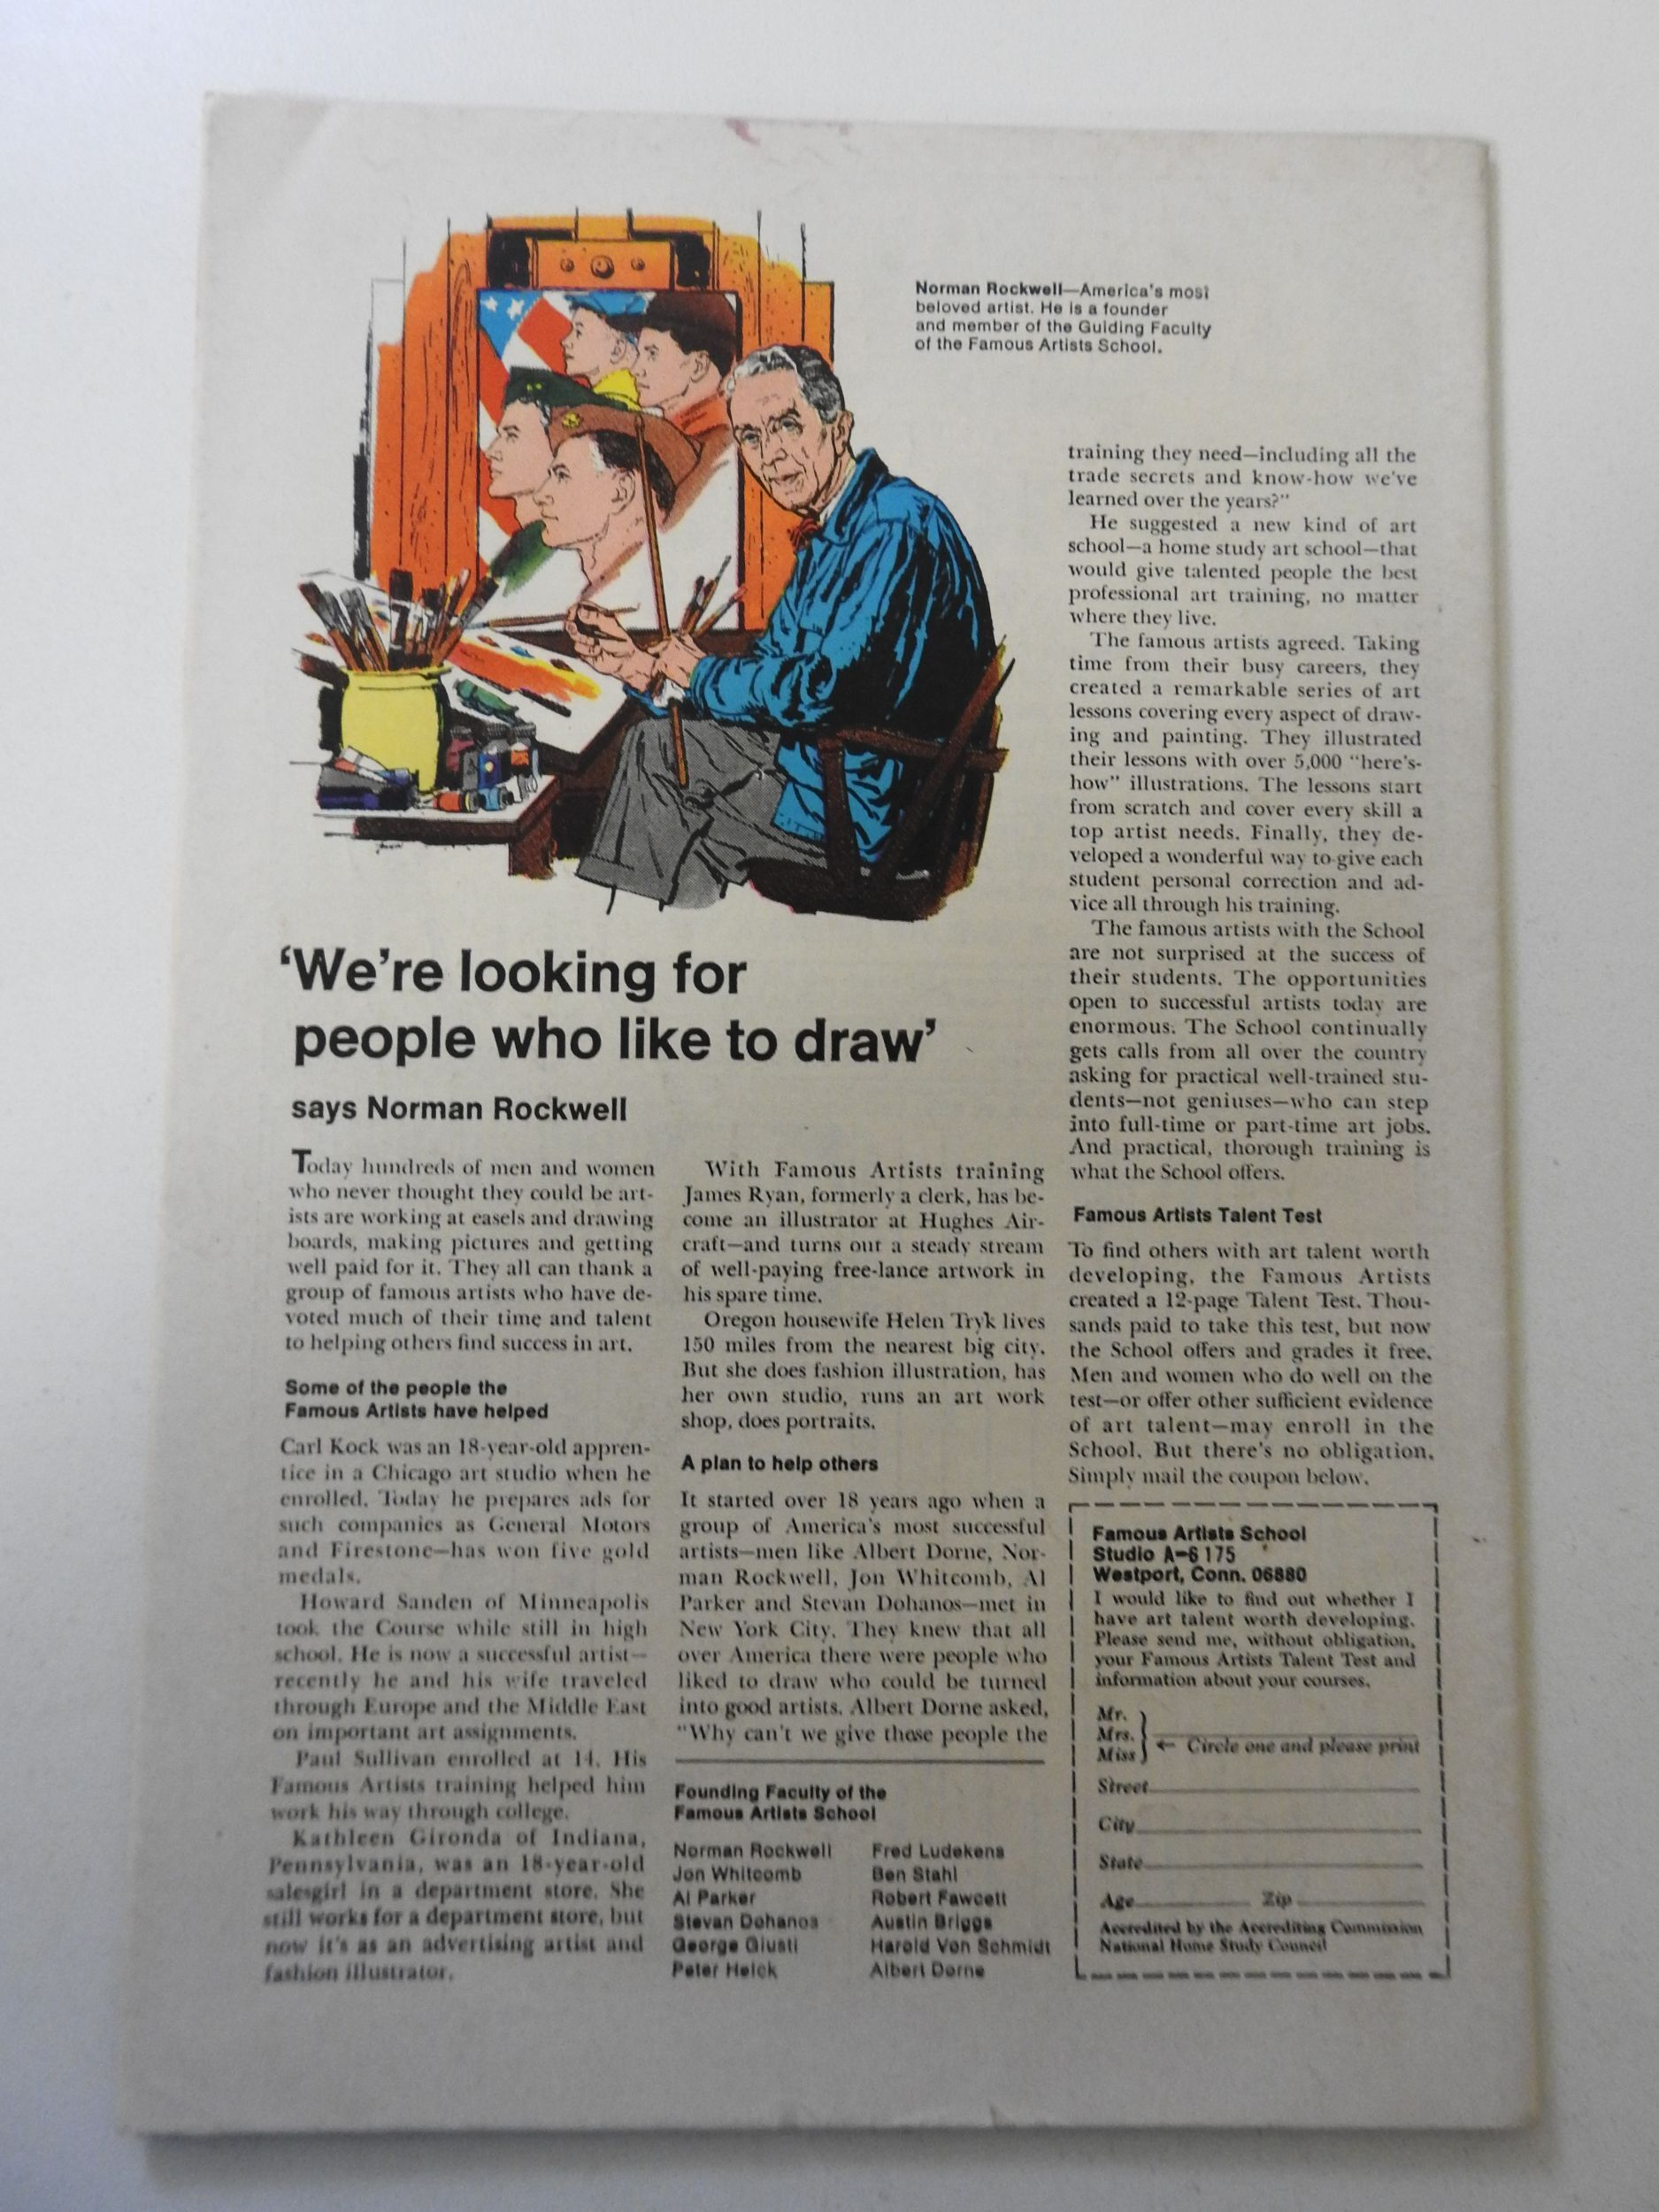 Norman Rockwell—America's most
beloved artist. He is a founder
and member of the Guiding Faculty
of the Famous Artists School.
'We're looking for
people who like to draw'
says Norman Rockwell
Today hundreds of men and women
who never thought they could be art-
ists are working at easels and drawing
boards, making pictures and getting
well paid for it. They all can thank a
group of famous artists who have de-
voted much of their time and talent
to helping others find success in art.
Some of the people the
Famous Artists have helped
Carl Kock was an 18-year-old appren-
tice in a Chicago art studio when he
enrolled. Today he prepares ads for
such companies as General Motors
and Firestone—has won five gold
medals.
Howard Sanden of Minneapolis
took the Course while still in high
school. He is now a successful artist—
recently he and his wife traveled
through Europe and the Middle East
on important art assignments.
Paul Sullivan enrolled at 14. His
Famous Artists training helped him
work his way through college.
Kathleen Gironda of Indiana,
Pennsylvania, was an 18-year-old
salesgirl in a department store. She
still works for a department store, but
now it's as an advertising artist and
fashion illustrator.
With Famous Artists training
James Ryan, formerly a clerk, has be-
come an illustrator at Hughes Air-
craft—and turns out a steady stream
of well-paying free-lance artwork in
his spare time.
Oregon housewife Helen Tryk lives
150 miles from the nearest big city.
But she does fashion illustration, has
her own studio, runs an art work
shop, does portraits.
A plan to help others
It started over 18 years ago when a
group of America's most successful
artists—men like Albert Dorne, Nor-
man Rockwell, Jon Whitcomb, Al
Parker and Stevan Dohanos—met in
New York City. They knew that all
over America there were people who
liked to draw who could be turned
into good artists. Albert Dorne asked,
"Why can't we give these people the
Founding Faculty of the
Famous Artists School
Norman Rockwell
Jon Whitcomb
Al Parker
Stevan Dohanos
George Giusti
Peter Helck
Fred Ludekens
Ben Stahl
Robert Fawcett
Austin Briggs
Harold Von Schmidt
Albert Dorne
training they need—including all the
trade secrets and know-how we've
learned over the years?"
He suggested a new kind of art
school—a home study art school—that
would give talented people the best
professional art training, no matter
where they live.
The famous artists agreed. Taking
time from their busy careers, they
created a remarkable series of art
lessons covering every aspect of draw-
ing and painting. They illustrated
their lessons with over 5,000 "here's-
how" illustrations. The lessons start
from scratch and cover every skill a
top artist needs. Finally, they de-
veloped a wonderful way to give each
student personal correction and ad-
vice all through his training.
The famous artists with the School
are not surprised at the success of
their students. The opportunities
open to successful artists today are
enormous. The School continually
gets calls from all over the country
asking for practical well-trained stu-
dents—not geniuses—who can step
into full-time or part-time art jobs.
And practical, thorough training is
what the School offers.
Famous Artists Talent Test
To find others with art talent worth
developing, the Famous Artists
created a 12-page Talent Test. Thou-
sands paid to take this test, but now
the School offers and grades it free.
Men and women who do well on the
test—or offer other sufficient evidence
of art talent—may enroll in the
School. But there's no obligation.
Simply mail the coupon below.
Famous Artists School
Studio A-6175
Westport, Conn. 06880
I would like to find out whether I
have art talent worth developing.
Please send me, without obligation,
your Famous Artists Talent Test and
information about your courses.
Mr.
Mrs.
Miss
← Circle one and please print
Street
City
State
Age Zip
Accredited by the Accrediting Commission
National Home Study Council